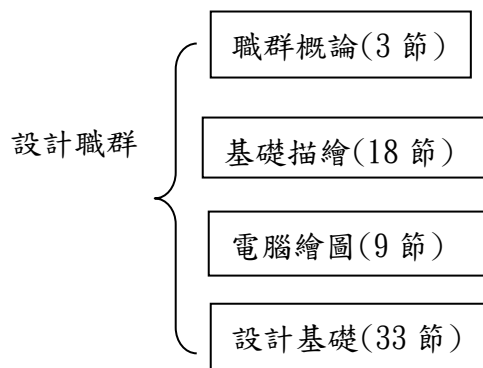 職群概論(3 節)
設計職群
基礎描繪(18 節)
電腦繪圖(9 節)
設計基礎(33 節)